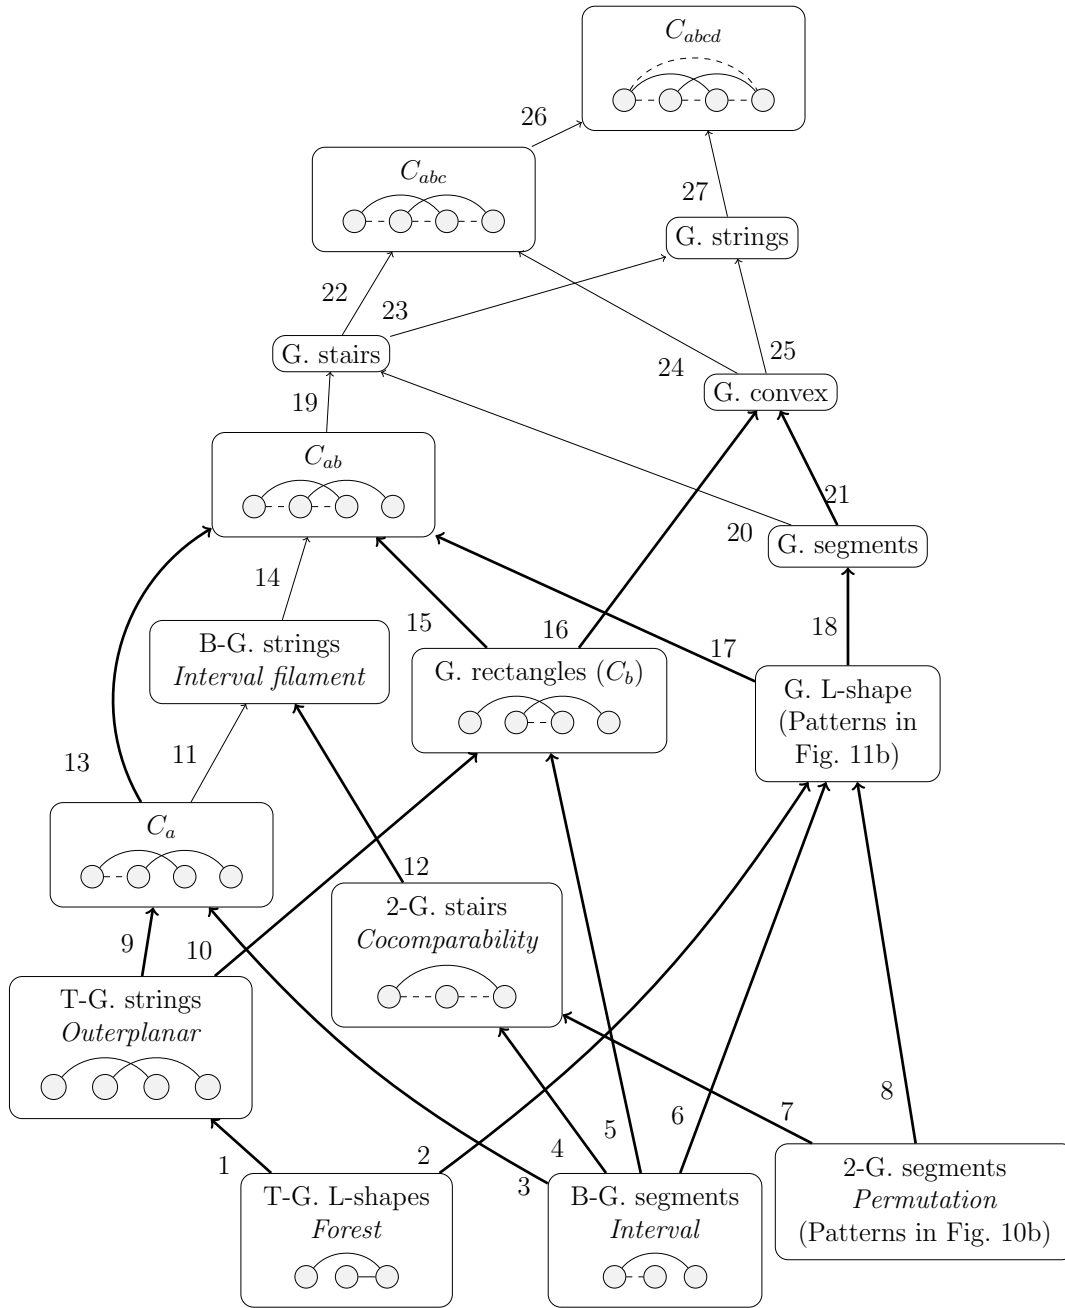 C_abcd
26
C_abc
27
G. strings
22
23
G. stairs
24
25
G. convex
19
C_ab
21
20
G. segments
14
15
16
17
18
B-G. strings
Interval filament
G. rectangles (C_b)
G. L-shape
(Patterns in
Fig. 11b)
13
11
C_a
12
2-G. stairs
Cocomparability
9
10
T-G. strings
Outerplanar
8
7
6
5
4
3
2
1
T-G. L-shapes
Forest
B-G. segments
Interval
2-G. segments
Permutation
(Patterns in Fig. 10b)